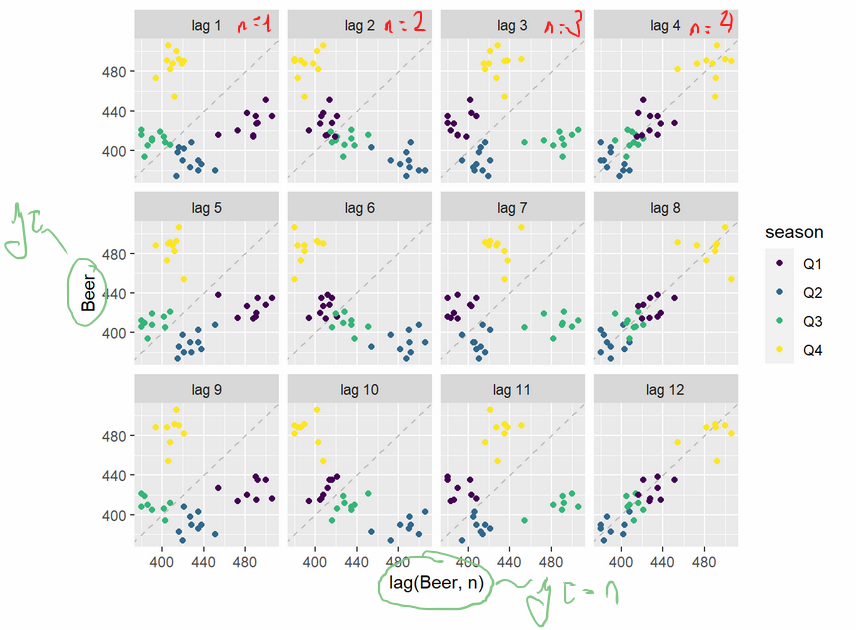 lag 1 n=1 lag 2 n=2 lag 3 n=3 lag 4 n=4
480
440
400
lag 5 lag 6 lag 7 lag 8
480
440
400
lag 9 lag 10 lag 11 lag 12
480
440
400
400 440 480 400 440 480 400 440 480 400 440 480
lag(Beer, n)
y t-n
y t
Beer
season
Q1
Q2
Q3
Q4